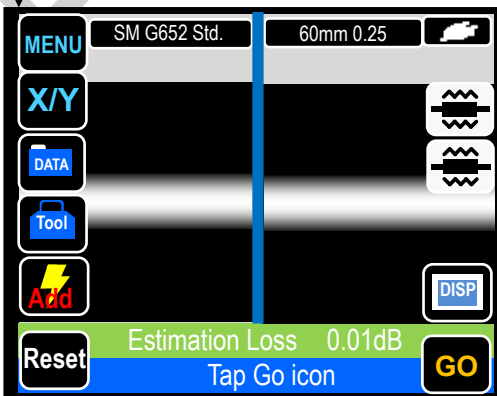 MENU
SM G652 Std.
60mm 0.25
X/Y
DATA
Tool
Add
DISP
Estimation Loss 0.01dB
Reset
Tap Go icon
GO